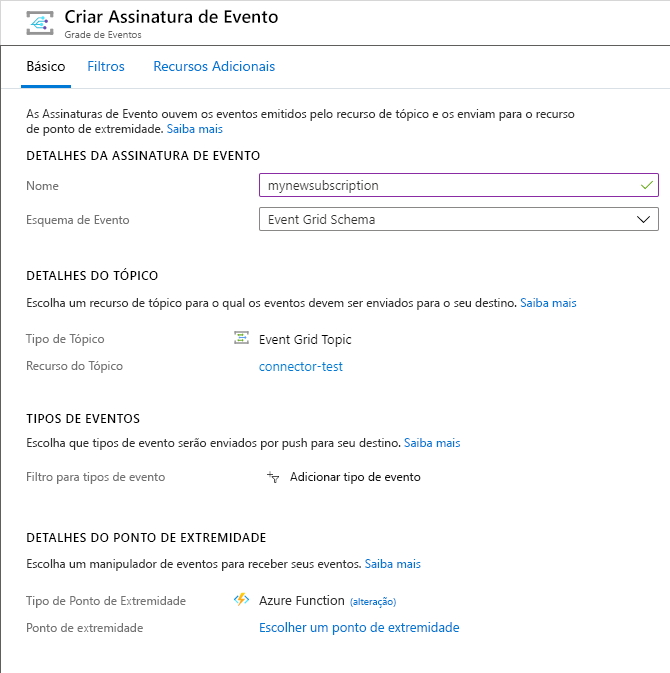 Criar Assinatura de Evento
Grade de Eventos
Básico Filtros Recursos Adicionais
As Assinaturas de Evento ouvem os eventos emitidos pelo recurso de tópico e os enviam para o recurso
de ponto de extremidade. Saiba mais
DETALHES DA ASSINATURA DE EVENTO
Nome mynewsubscription
Esquema de Evento Event Grid Schema
DETALHES DO TÓPICO
Escolha um recurso de tópico para o qual os eventos devem ser enviados para o seu destino. Saiba mais
Tipo de Tópico Event Grid Topic
Recurso do Tópico connector-test
TIPOS DE EVENTOS
Escolha que tipos de evento serão enviados por push para seu destino. Saiba mais
Filtro para tipos de evento Adicionar tipo de evento
DETALHES DO PONTO DE EXTREMIDADE
Escolha um manipulador de eventos para receber seus eventos. Saiba mais
Tipo de Ponto de Extremidade Azure Function (alteração)
Ponto de extremidade Escolher um ponto de extremidade